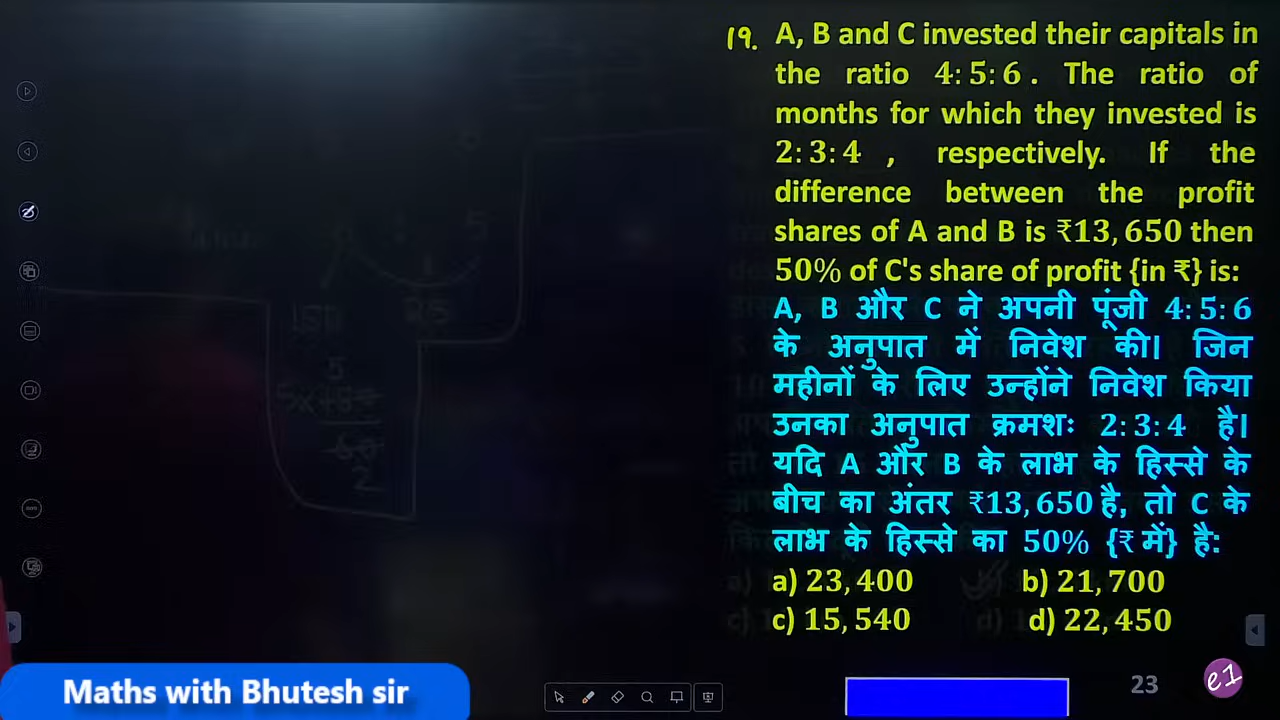 19. A, B and C invested their capitals in
the ratio 4:5:6. The ratio of
months for which they invested is
2:3:4 , respectively. If the
difference between the profit
shares of A and B is ₹13,650 then
50% of C's share of profit {in ₹} is:
A, B और C ने अपनी पूंजी 4:5:6
के अनुपात में निवेश की। जिन
महीनों के लिए उन्होंने निवेश किया
उनका अनुपात क्रमशः 2:3:4 है।
यदि A और B के लाभ के हिस्से के
बीच का अंतर ₹13,650 है, तो C के
लाभ के हिस्से का 50% {₹ में} है:
a) 23,400 b) 21,700
c) 15,540 d) 22,450
Maths with Bhutesh sir
23
e1